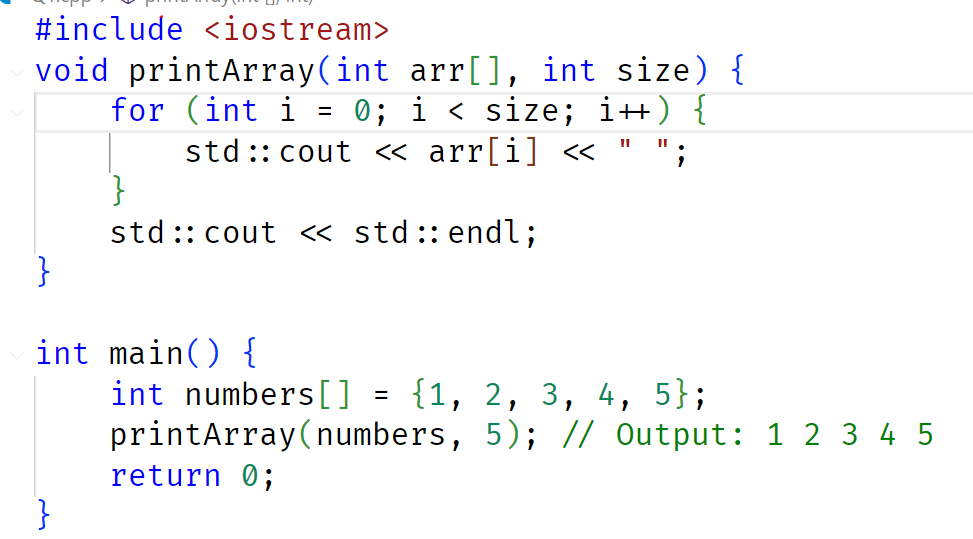 #include <iostream>
void printArray(int arr[], int size) {
    for (int i = 0; i < size; i++) {
        std::cout << arr[i] << " ";
    }
    std::cout << std::endl;
}

int main() {
    int numbers[] = {1, 2, 3, 4, 5};
    printArray(numbers, 5); // Output: 1 2 3 4 5
    return 0;
}